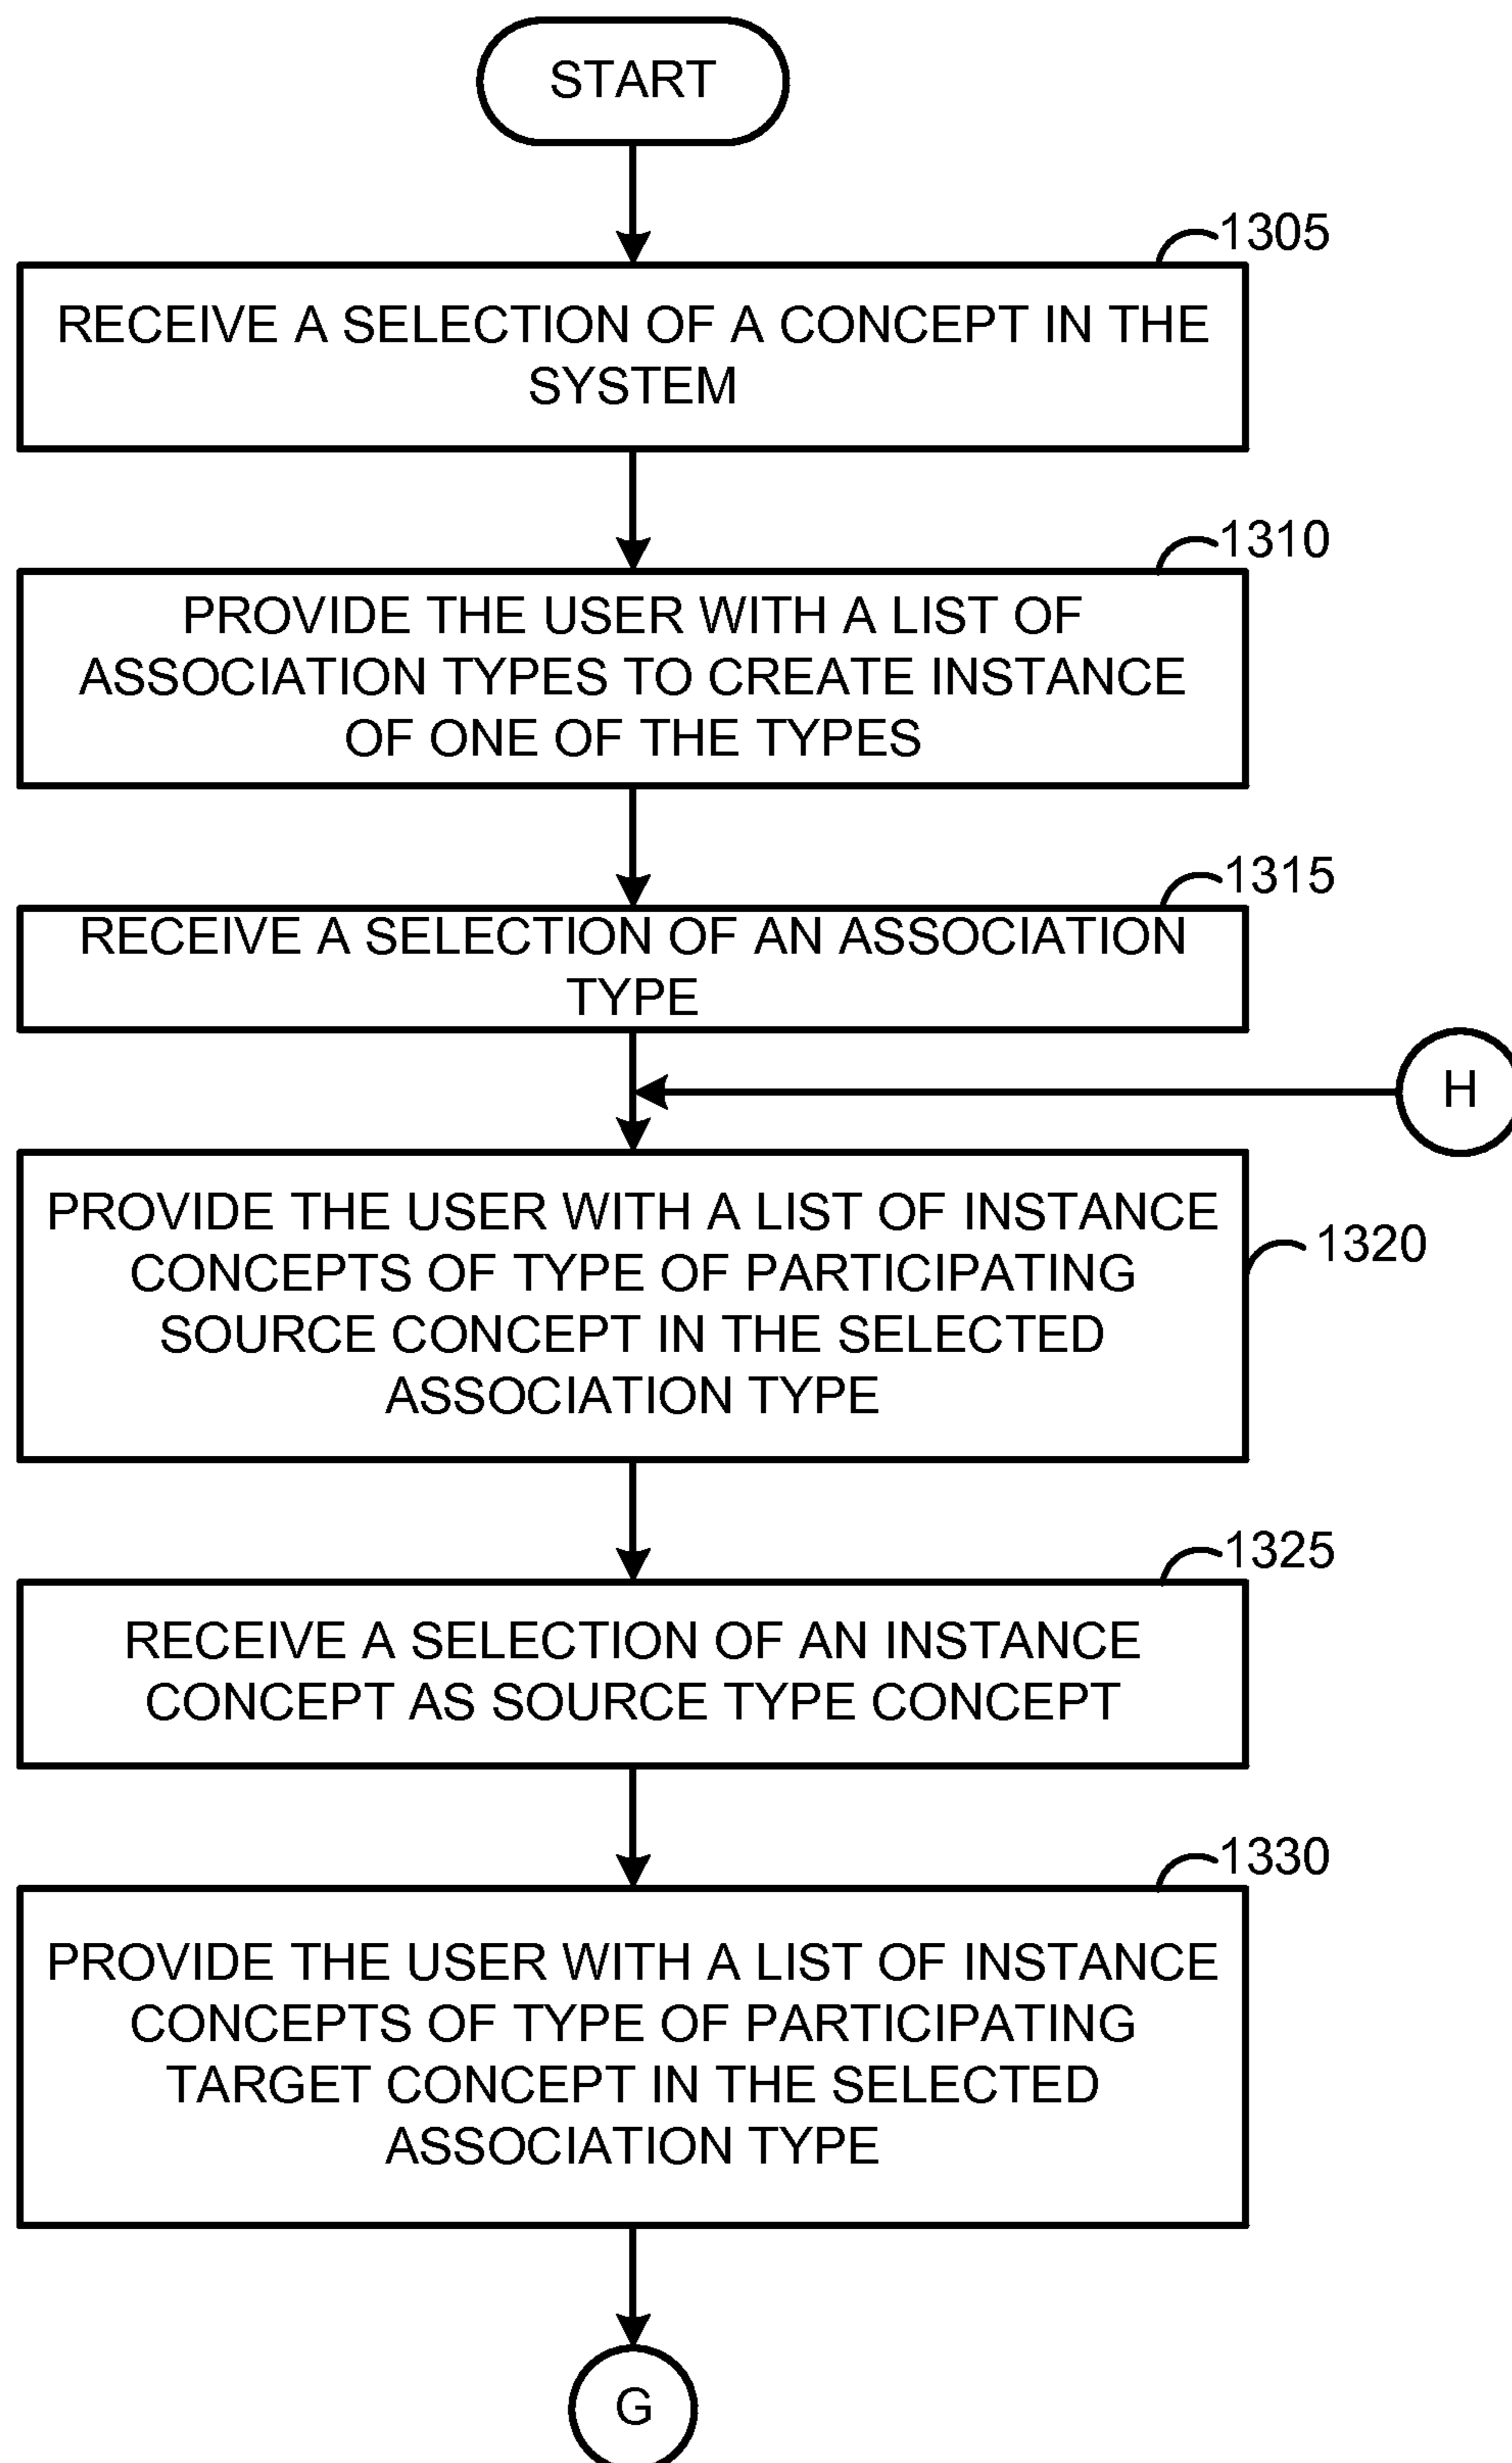 START
1305
RECEIVE A SELECTION OF A CONCEPT IN THE
SYSTEM
1310
PROVIDE THE USER WITH A LIST OF
ASSOCIATION TYPES TO CREATE INSTANCE
OF ONE OF THE TYPES
1315
RECEIVE A SELECTION OF AN ASSOCIATION
TYPE
H
PROVIDE THE USER WITH A LIST OF INSTANCE
CONCEPTS OF TYPE OF PARTICIPATING
SOURCE CONCEPT IN THE SELECTED
ASSOCIATION TYPE
1320
1325
RECEIVE A SELECTION OF AN INSTANCE
CONCEPT AS SOURCE TYPE CONCEPT
1330
PROVIDE THE USER WITH A LIST OF INSTANCE
CONCEPTS OF TYPE OF PARTICIPATING
TARGET CONCEPT IN THE SELECTED
ASSOCIATION TYPE
G